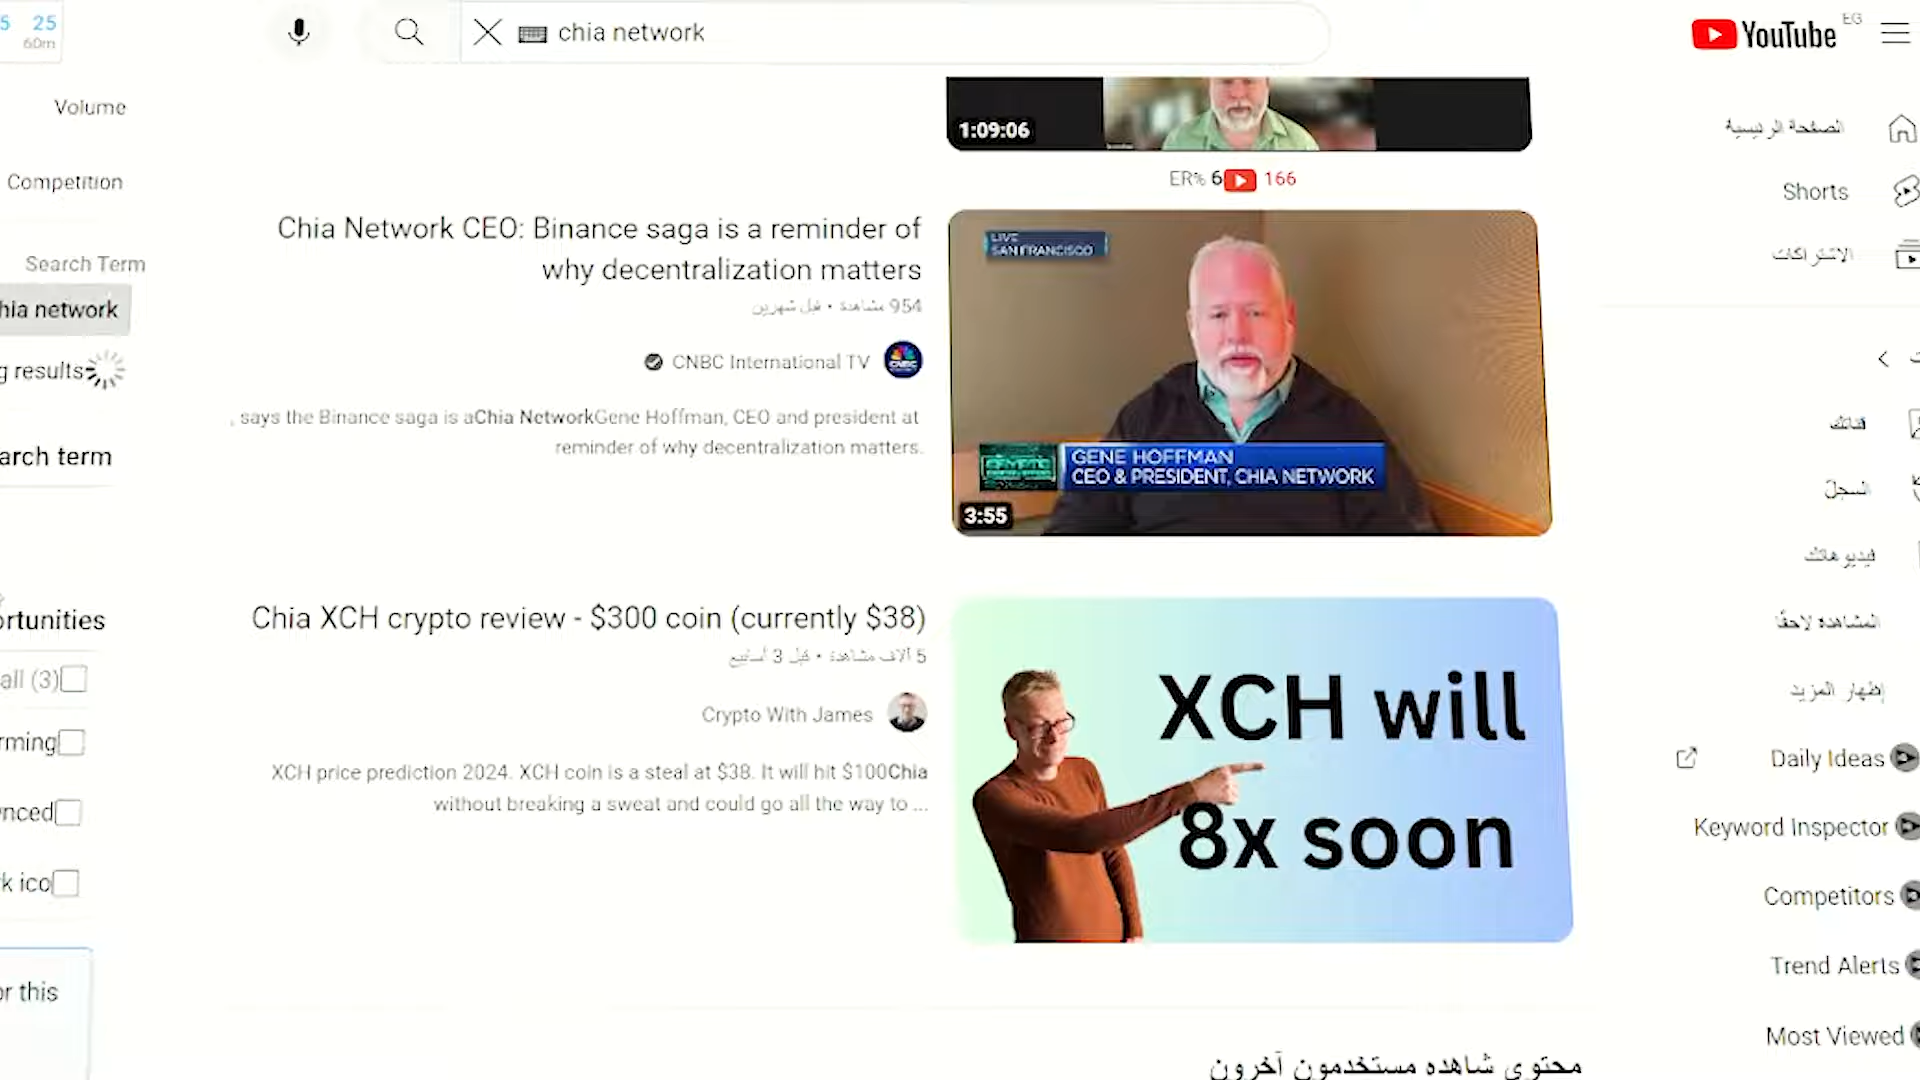 5 25
60m
chia network
YouTube EG
Volume
Competition
Search Term
hia network
g results
arch term
rtunities
all (3)
rming
nced
k ico
or this
1:09:06
ER% 6 166
Chia Network CEO: Binance saga is a reminder of
why decentralization matters
954 مشاهدة • قبل شهرين
CNBC International TV
, says the Binance saga is aChia NetworkGene Hoffman, CEO and president at
reminder of why decentralization matters.
LIVE
SAN FRANCISCO
GENE HOFFMAN
CEO & PRESIDENT, CHIA NETWORK
3:55
Chia XCH crypto review - $300 coin (currently $38)
5 آلاف مشاهدة • قبل 3 أسابيع
Crypto With James
XCH price prediction 2024. XCH coin is a steal at $38. It will hit $100Chia
without breaking a sweat and could go all the way to ...
XCH will
8x soon
محتوى شاهده مستخدمون آخرون
الصفحة الرئيسية
Shorts
الاشتراكات
قناتك
السجلّ
فيديوهاتك
المشاهدة لاحقًا
إظهار المزيد
Daily Ideas
Keyword Inspector
Competitors
Trend Alerts
Most Viewed